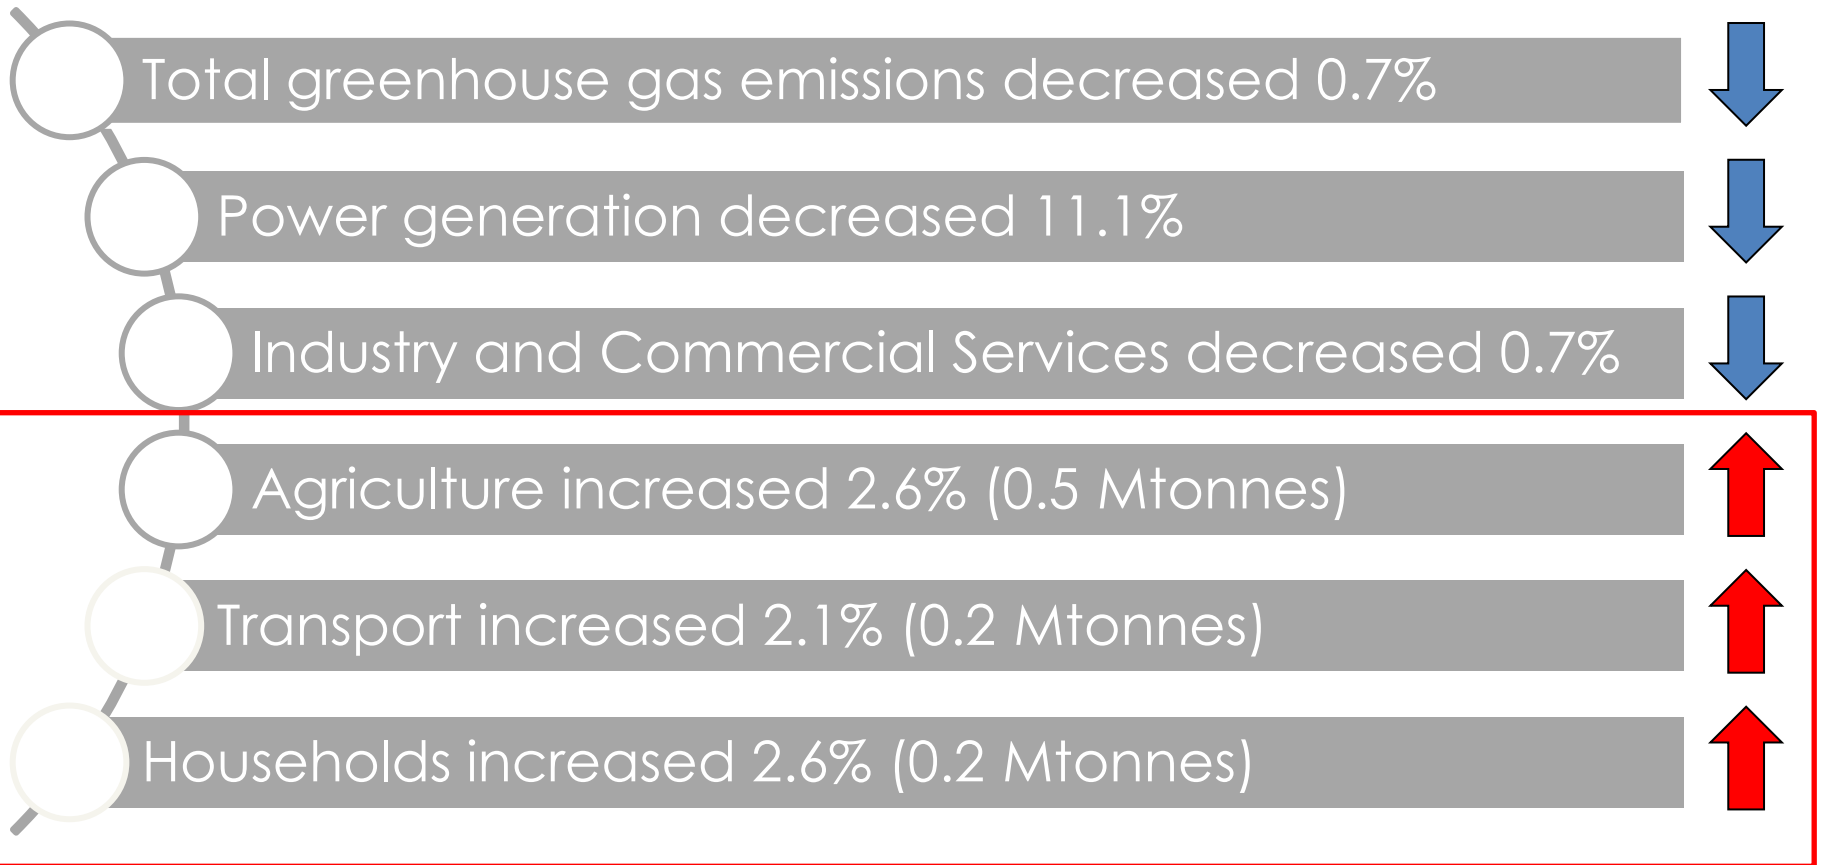 Total greenhouse gas emissions decreased 0.7%
Power generation decreased 11.1%
Industry and Commercial Services decreased 0.7%
Agriculture increased 2.6% (0.5 Mtonnes)
Transport increased 2.1% (0.2 Mtonnes)
Households increased 2.6% (0.2 Mtonnes)